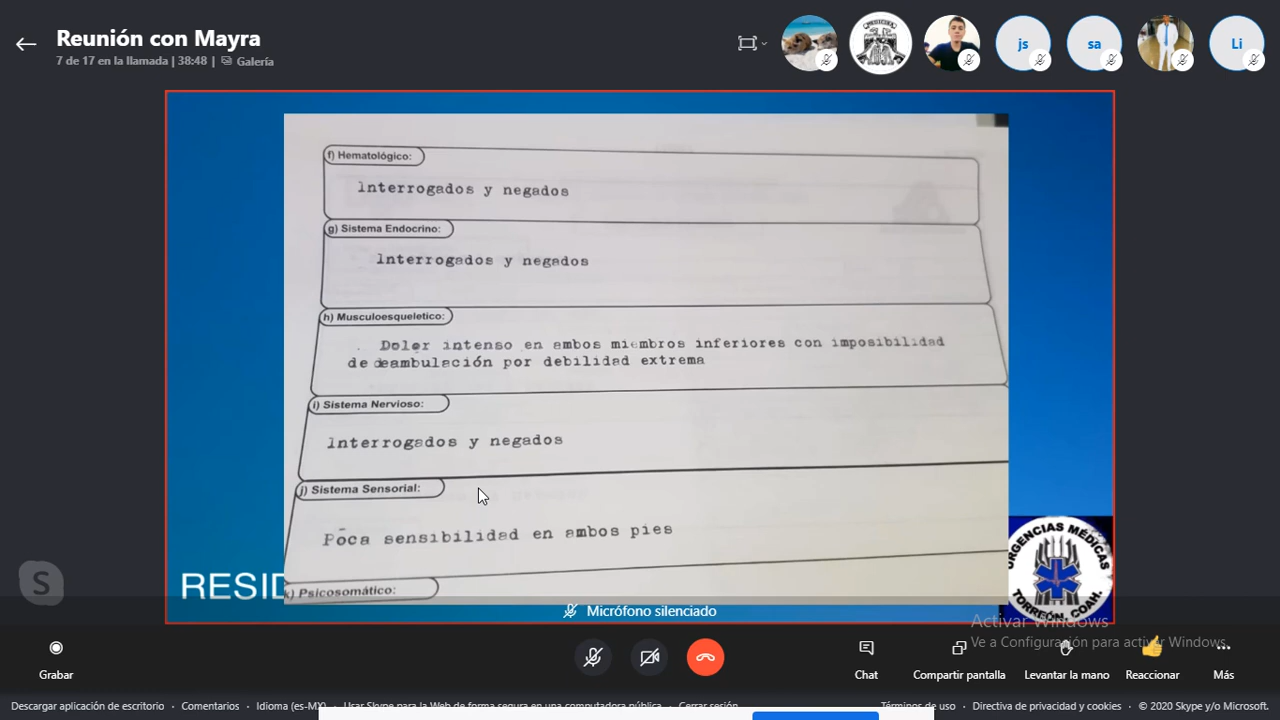 Reunión con Mayra
7 de 17 en la llamada | 38:48 | Galería
js
sa
Li
f) Hematológico:
Interrogados y negados
g) Sistema Endocrino:
Interrogados y negados
h) Musculoesqueletico:
Dolor intenso en ambos miembros inferiores con imposibilidad
de deambulación por debilidad extrema
i) Sistema Nervioso:
Interrogados y negados
j) Sistema Sensorial:
Poca sensibilidad en ambos pies
k) Psicosomático:
RESID
URGENCIAS MÉDICAS
TORREÓN, COAH.
Micrófono silenciado
Activar Windows
Ve a Configuración para activar Windows.
Grabar
Chat
Compartir pantalla
Levantar la mano
Reaccionar
Más
Descargar aplicación de escritorio • Comentarios • Idioma (es-MX) • Usar Skype para la Web de forma segura en una computadora pública • Cerrar sesión
Términos de uso • Directiva de privacidad y cookies • © 2020 Skype y/o Microsoft.